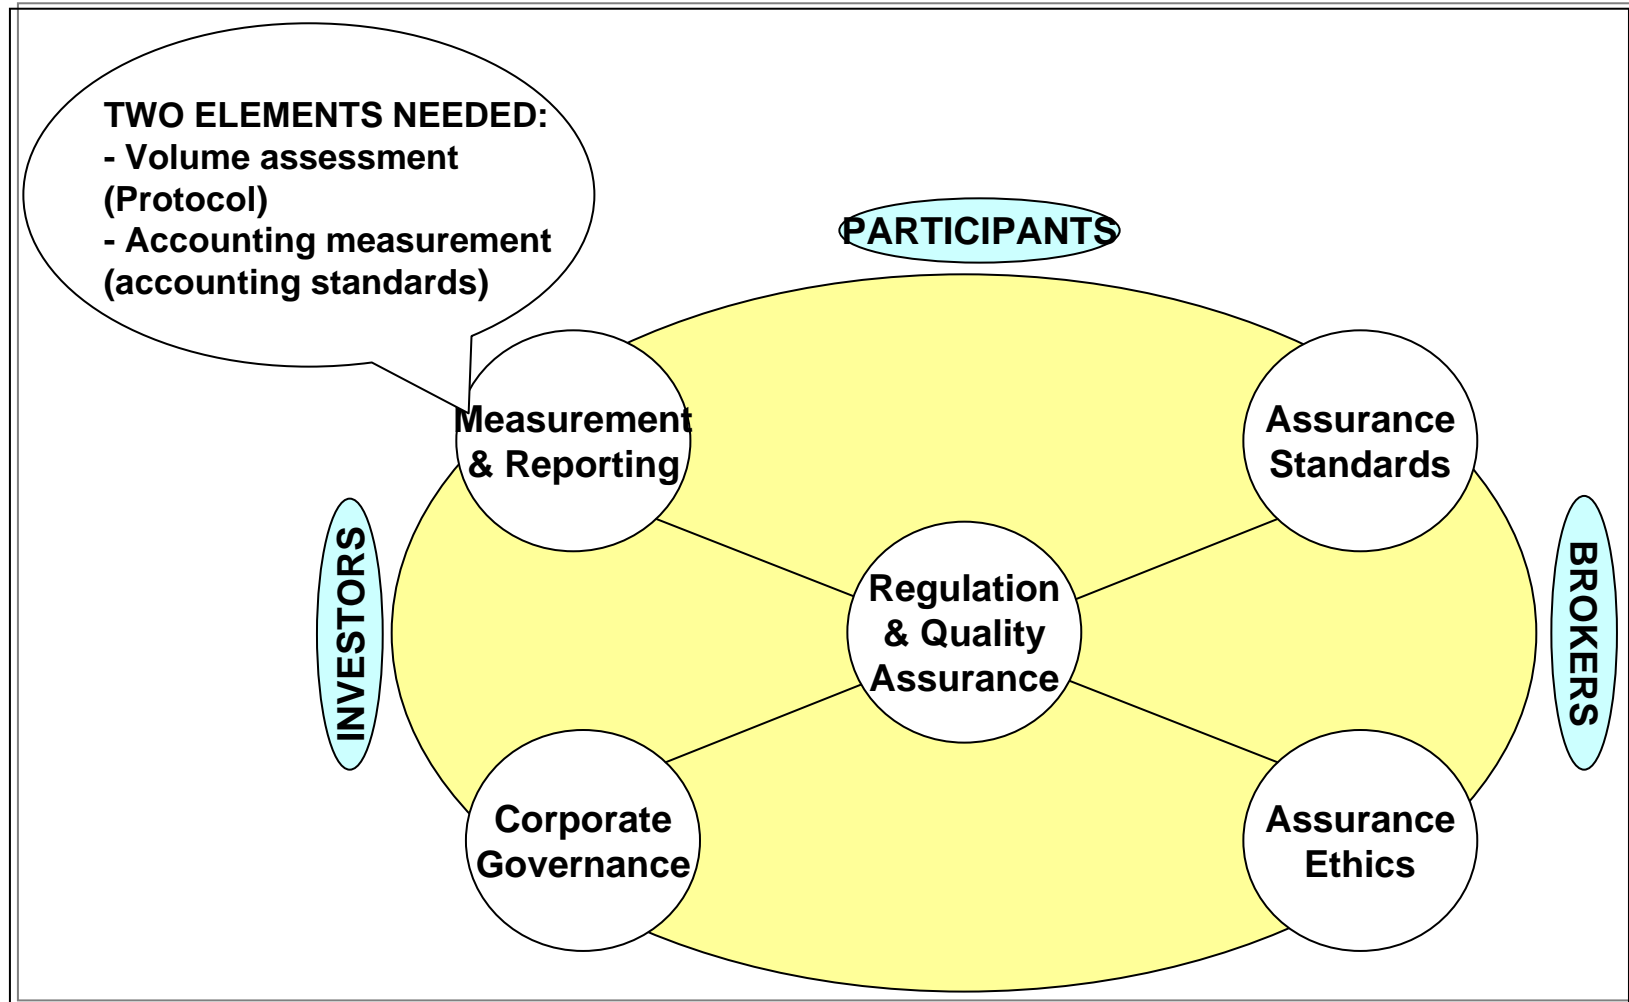 TWO ELEMENTS NEEDED:
- Volume assessment
(Protocol)
- Accounting measurement
(accounting standards)
PARTICIPANTS
Measurement
& Reporting
Assurance
Standards
INVESTORS
Regulation
& Quality
Assurance
BROKERS
Corporate
Governance
Assurance
Ethics